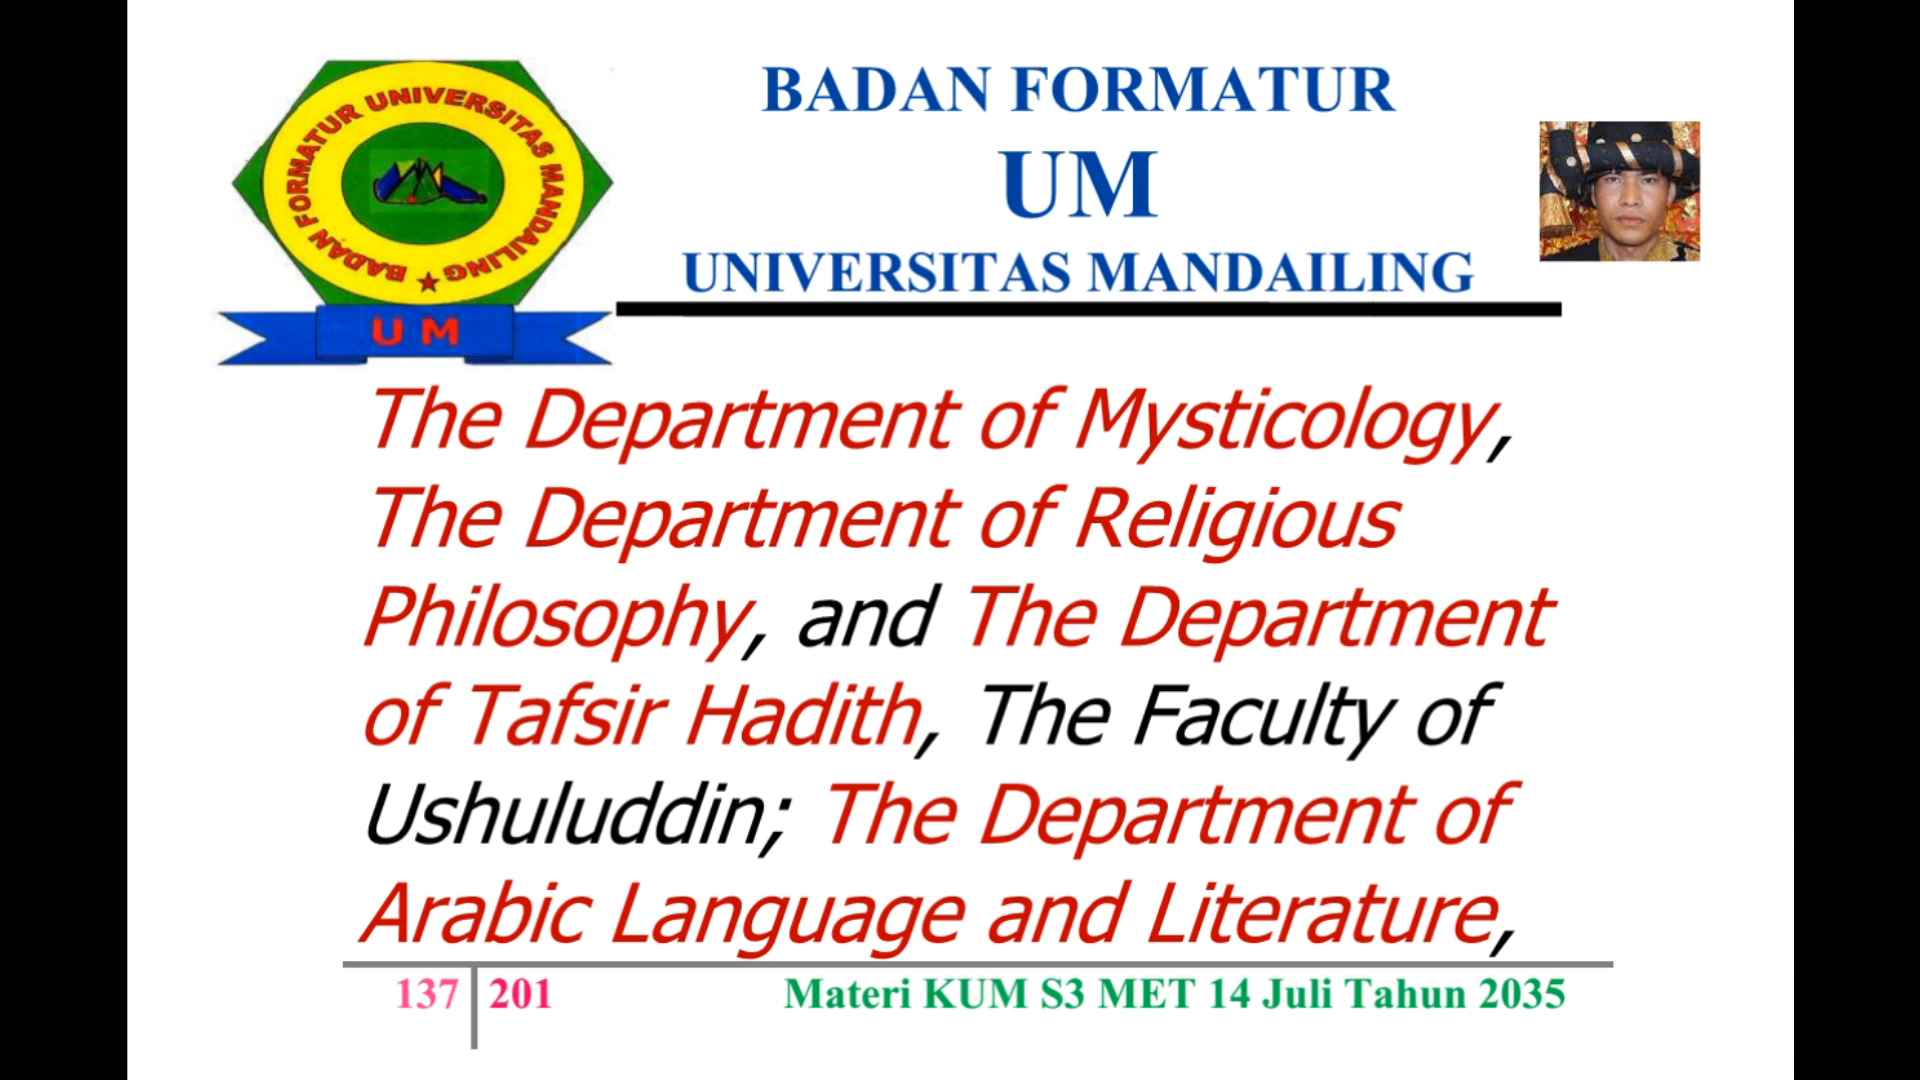 BADAN FORMATUR UNIVERSITAS MANDAILING
UM
BADAN FORMATUR
UM
UNIVERSITAS MANDAILING
The Department of Mysticology,
The Department of Religious
Philosophy, and The Department
of Tafsir Hadith, The Faculty of
Ushuluddin; The Department of
Arabic Language and Literature,
137 201 Materi KUM S3 MET 14 Juli Tahun 2035